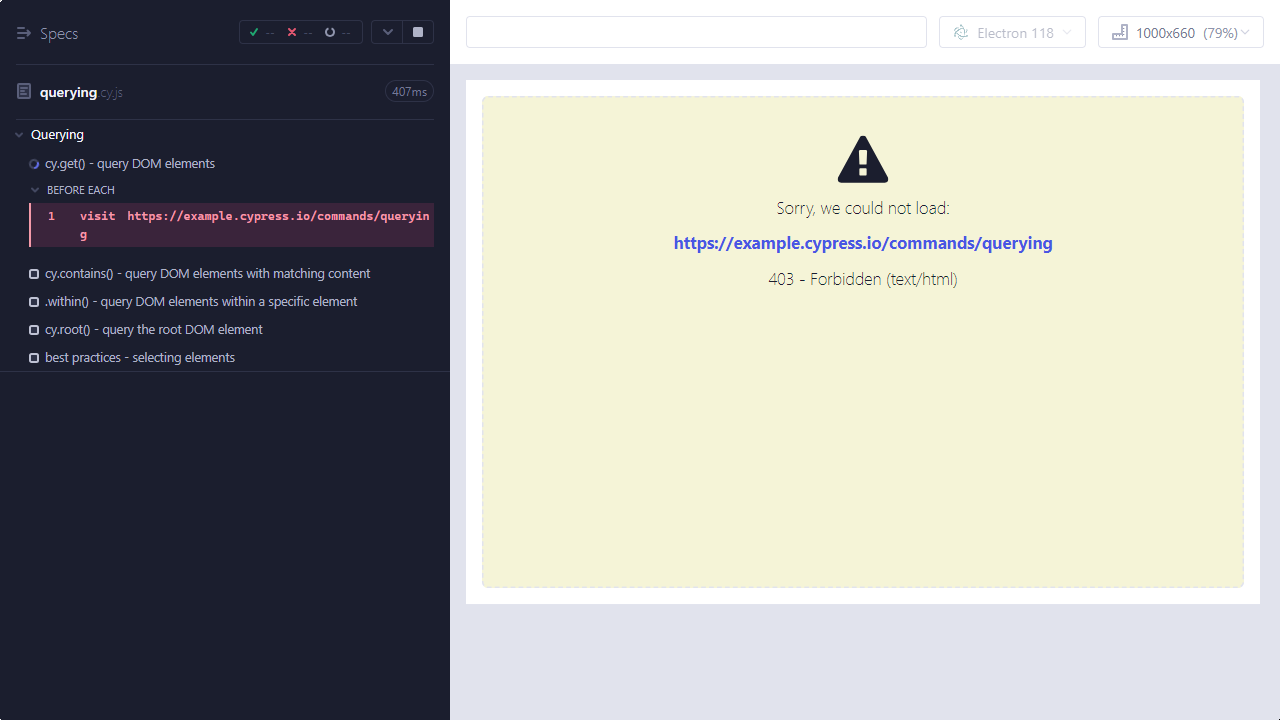 Specs
-- -- --
querying.cy.js
407ms
Querying
cy.get() - query DOM elements
BEFORE EACH
1 visit https://example.cypress.io/commands/queryin
g
cy.contains() - query DOM elements with matching content
.within() - query DOM elements within a specific element
cy.root() - query the root DOM element
best practices - selecting elements
Electron 118
1000x660 (79%)
Sorry, we could not load:
https://example.cypress.io/commands/querying
403 - Forbidden (text/html)